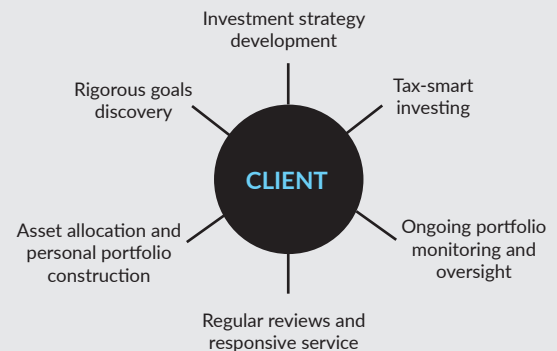 Investment strategy
development
Rigorous goals
discovery
Tax-smart
investing
CLIENT
Asset allocation and
personal portfolio
construction
Ongoing portfolio
monitoring and
oversight
Regular reviews and
responsive service